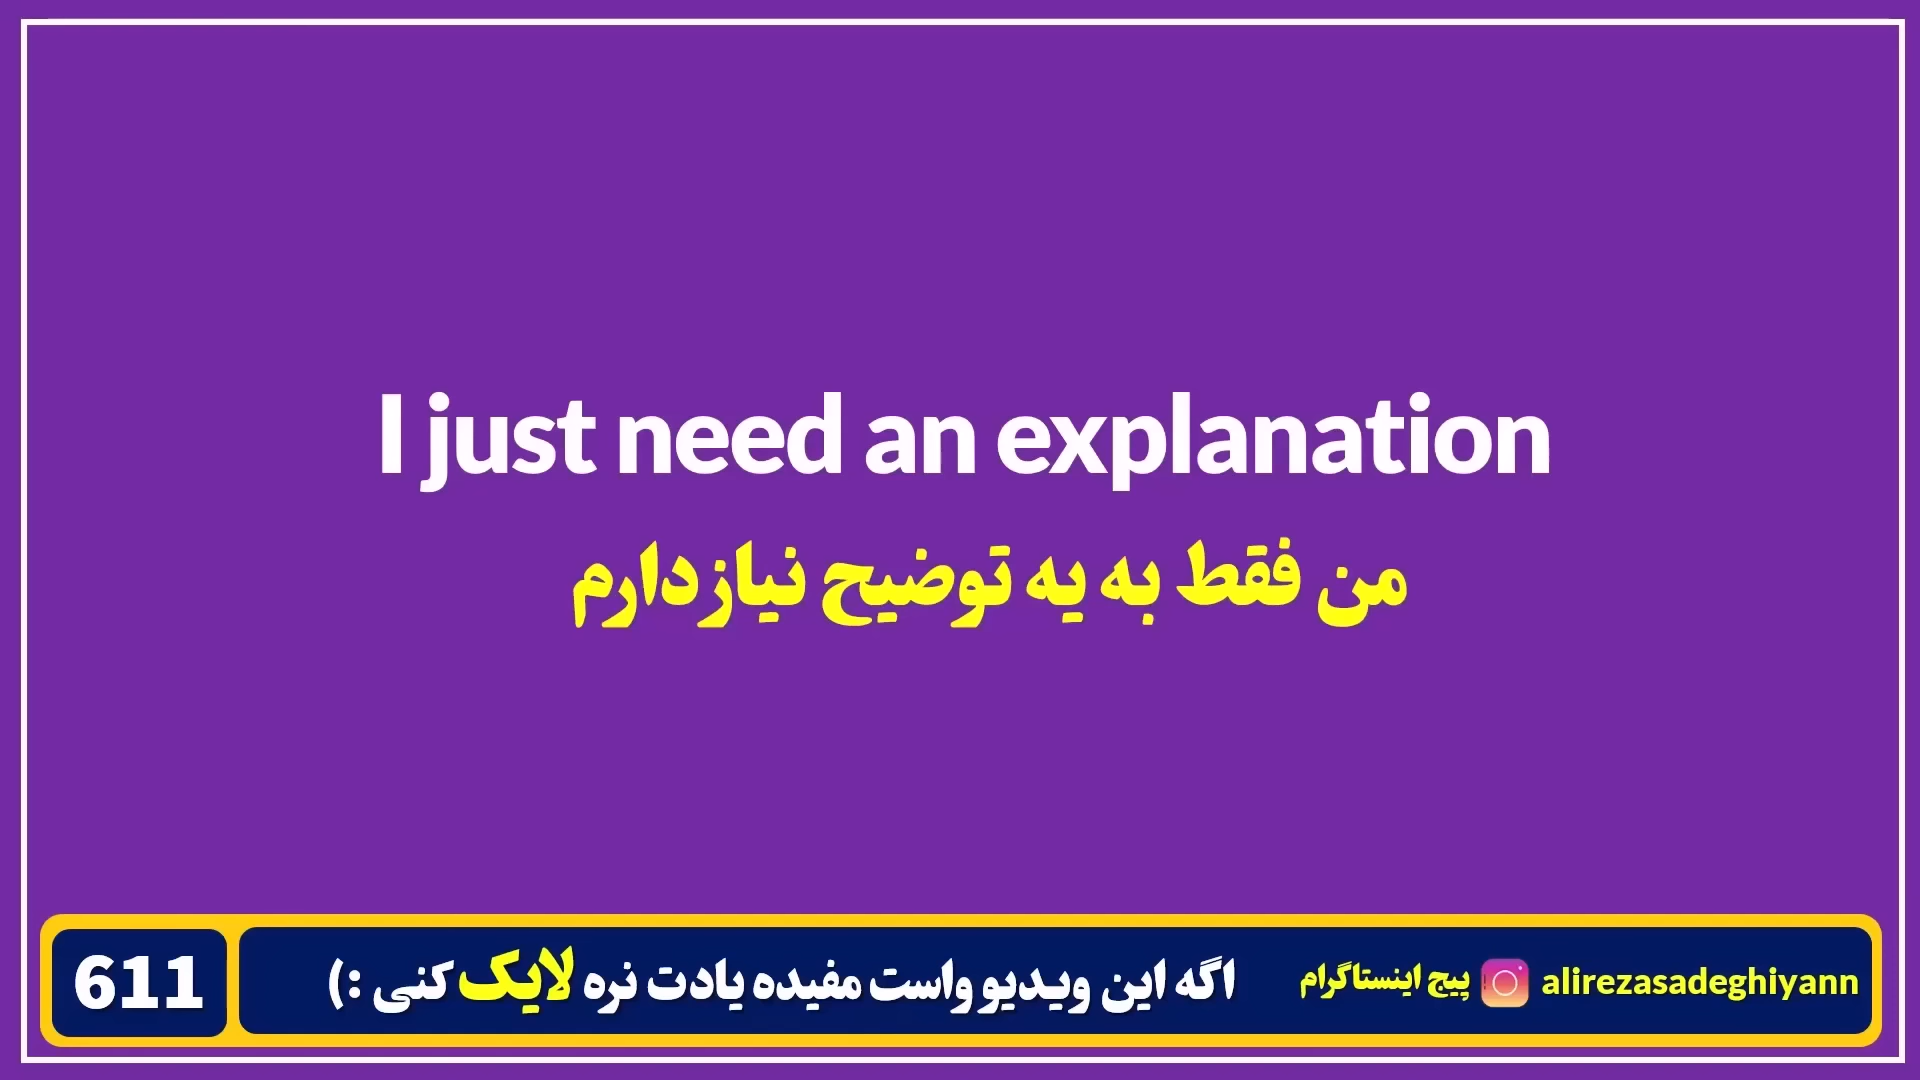 I just need an explanation
من فقط به یه توضیح نیاز دارم
611
اگه این ویدیو واست مفیده یادت نره لایک کنی :)
پیج اینستاگرام alirezasadeghiyann